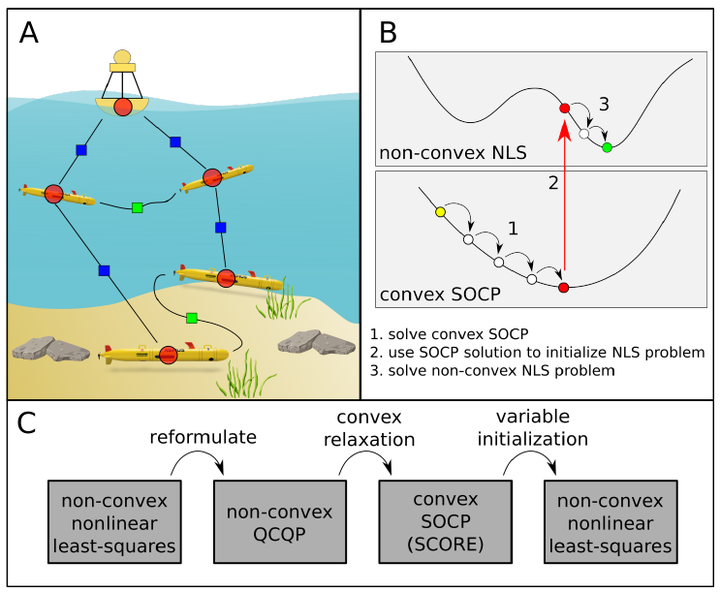 A
B
3
non-convex NLS
2
1
convex SOCP
1. solve convex SOCP
2. use SOCP solution to initialize NLS problem
3. solve non-convex NLS problem
C
reformulate
convex
relaxation
variable
initialization
non-convex
nonlinear
least-squares
non-convex
QCQP
convex
SOCP
(SCORE)
non-convex
nonlinear
least-squares